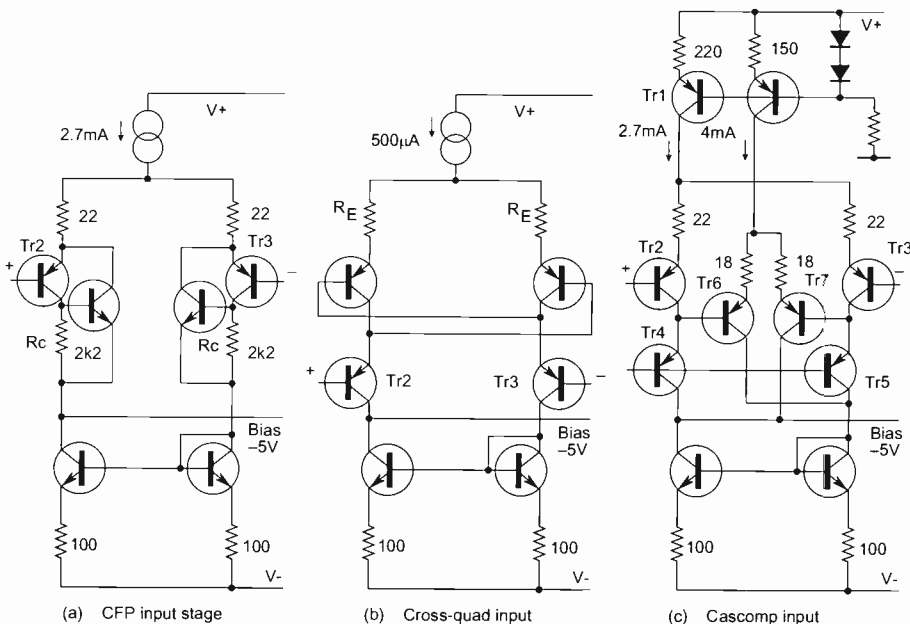 V+
2.7mA
22
22
Tr2
Tr3
+
−
Rc
2k2
Rc
2k2
Bias
−5V
100
100
V-
(a) CFP input stage
V+
500µA
RE
RE
+
−
Tr2
Tr3
Bias
−5V
100
100
V-
(b) Cross-quad input
V+
220
150
Tr1
2.7mA
4mA
22
22
Tr2
Tr3
+
−
18
18
Tr6
Tr7
Tr4
Tr5
Bias
−5V
100
100
V-
(c) Cascomp input